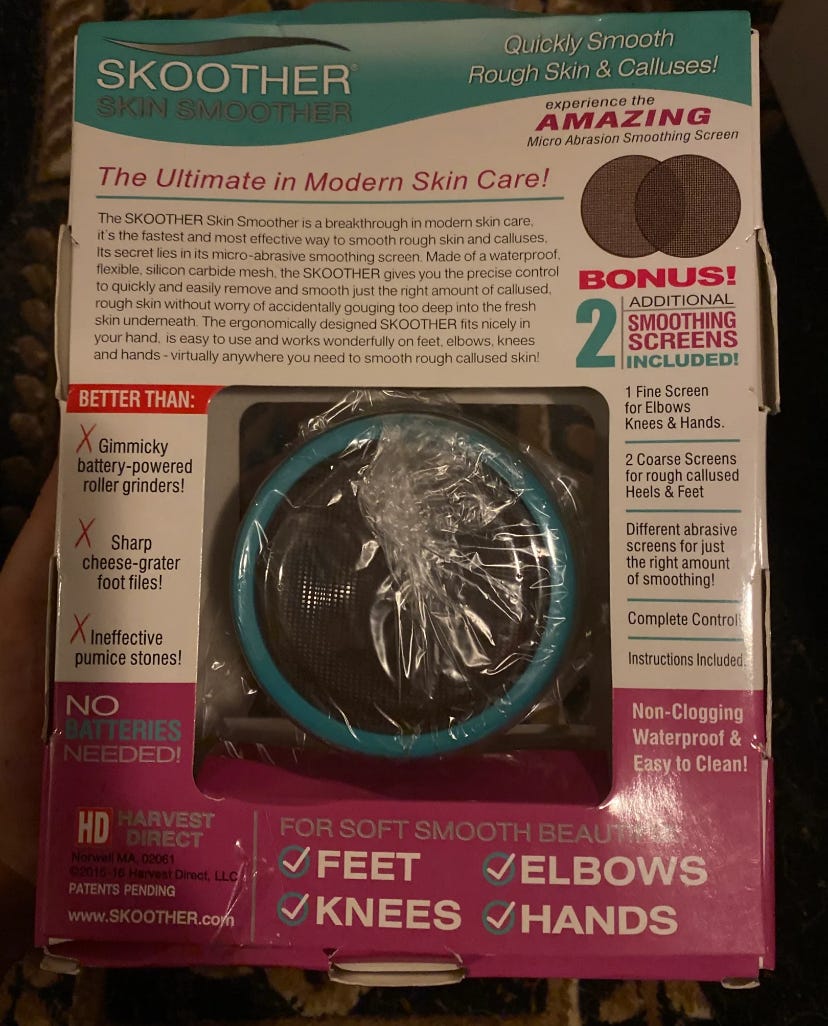 SKOOTHER®
SKIN SMOOTHER
Quickly Smooth
Rough Skin & Calluses!
experience the
AMAZING
Micro Abrasion Smoothing Screen
The Ultimate in Modern Skin Care!
The SKOOTHER Skin Smoother is a breakthrough in modern skin care,
it's the fastest and most effective way to smooth rough skin and calluses.
Its secret lies in its micro-abrasive smoothing screen. Made of a waterproof,
flexible, silicon carbide mesh, the SKOOTHER gives you the precise control
to quickly and easily remove and smooth just the right amount of callused,
rough skin without worry of accidentally gouging too deep into the fresh
skin underneath. The ergonomically designed SKOOTHER fits nicely in
your hand, is easy to use and works wonderfully on feet, elbows, knees
and hands - virtually anywhere you need to smooth rough callused skin!
BONUS!
2 ADDITIONAL
SMOOTHING
SCREENS
INCLUDED!
BETTER THAN:
X Gimmicky
battery-powered
roller grinders!
X Sharp
cheese-grater
foot files!
X Ineffective
pumice stones!
1 Fine Screen
for Elbows
Knees & Hands.
2 Coarse Screens
for rough callused
Heels & Feet
Different abrasive
screens for just
the right amount
of smoothing!
Complete Control
Instructions Included.
NO
BATTERIES
NEEDED!
Non-Clogging
Waterproof &
Easy to Clean!
HD HARVEST
DIRECT
Norwell MA, 02061
©2015-16 Harvest Direct, LLC
PATENTS PENDING
www.SKOOTHER.com
FOR SOFT SMOOTH
FEET
ELBOWS
KNEES
HANDS